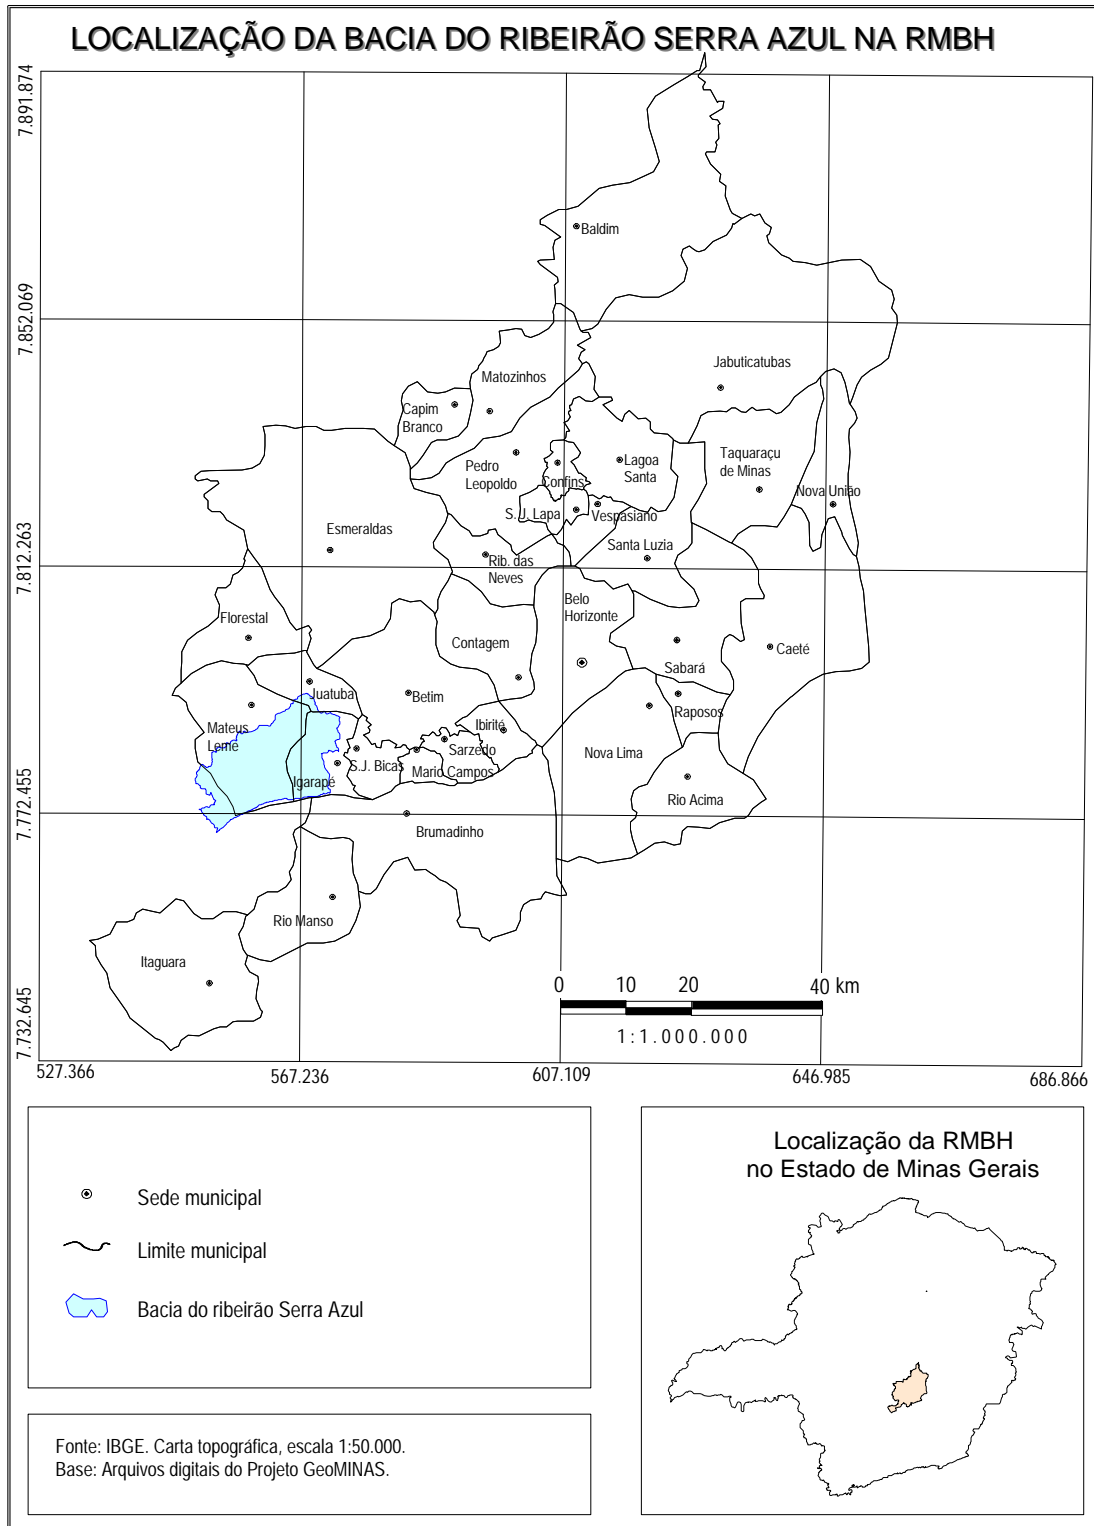 LOCALIZAÇÃO DA BACIA DO RIBEIRÃO SERRA AZUL NA RMBH
7.891.874
7.852.069
7.812.263
7.772.455
7.732.645
Baldim
Jabuticatubas
Matozinhos
Capim
Branco
Pedro
Leopoldo
Confins
Lagoa
Santa
Taquaraçu
de Minas
Nova União
S. J. Lapa
Vespasiano
Santa Luzia
Esmeraldas
Rib. das
Neves
Belo
Horizonte
Florestal
Contagem
Sabará
Caeté
Juatuba
Betim
Raposos
Mateus
Leme
Ibirité
Sarzedo
Nova Lima
S.J. Bicas
Mario Campos
Igarapé
Rio Acima
Brumadinho
Rio Manso
Itaguara
0 10 20 40 km
1:1.000.000
527.366 567.236 607.109 646.985 686.866
Sede municipal
Limite municipal
Bacia do ribeirão Serra Azul
Localização da RMBH
no Estado de Minas Gerais
Fonte: IBGE. Carta topográfica, escala 1:50.000.
Base: Arquivos digitais do Projeto GeoMINAS.